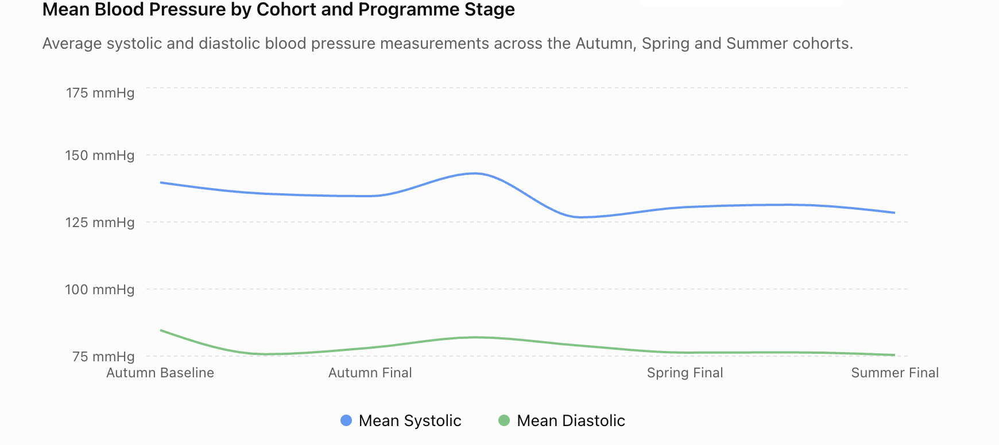 Mean Blood Pressure by Cohort and Programme Stage
Average systolic and diastolic blood pressure measurements across the Autumn, Spring and Summer cohorts.
175 mmHg
150 mmHg
125 mmHg
100 mmHg
75 mmHg
Autumn Baseline Autumn Final Spring Final Summer Final
Mean Systolic Mean Diastolic